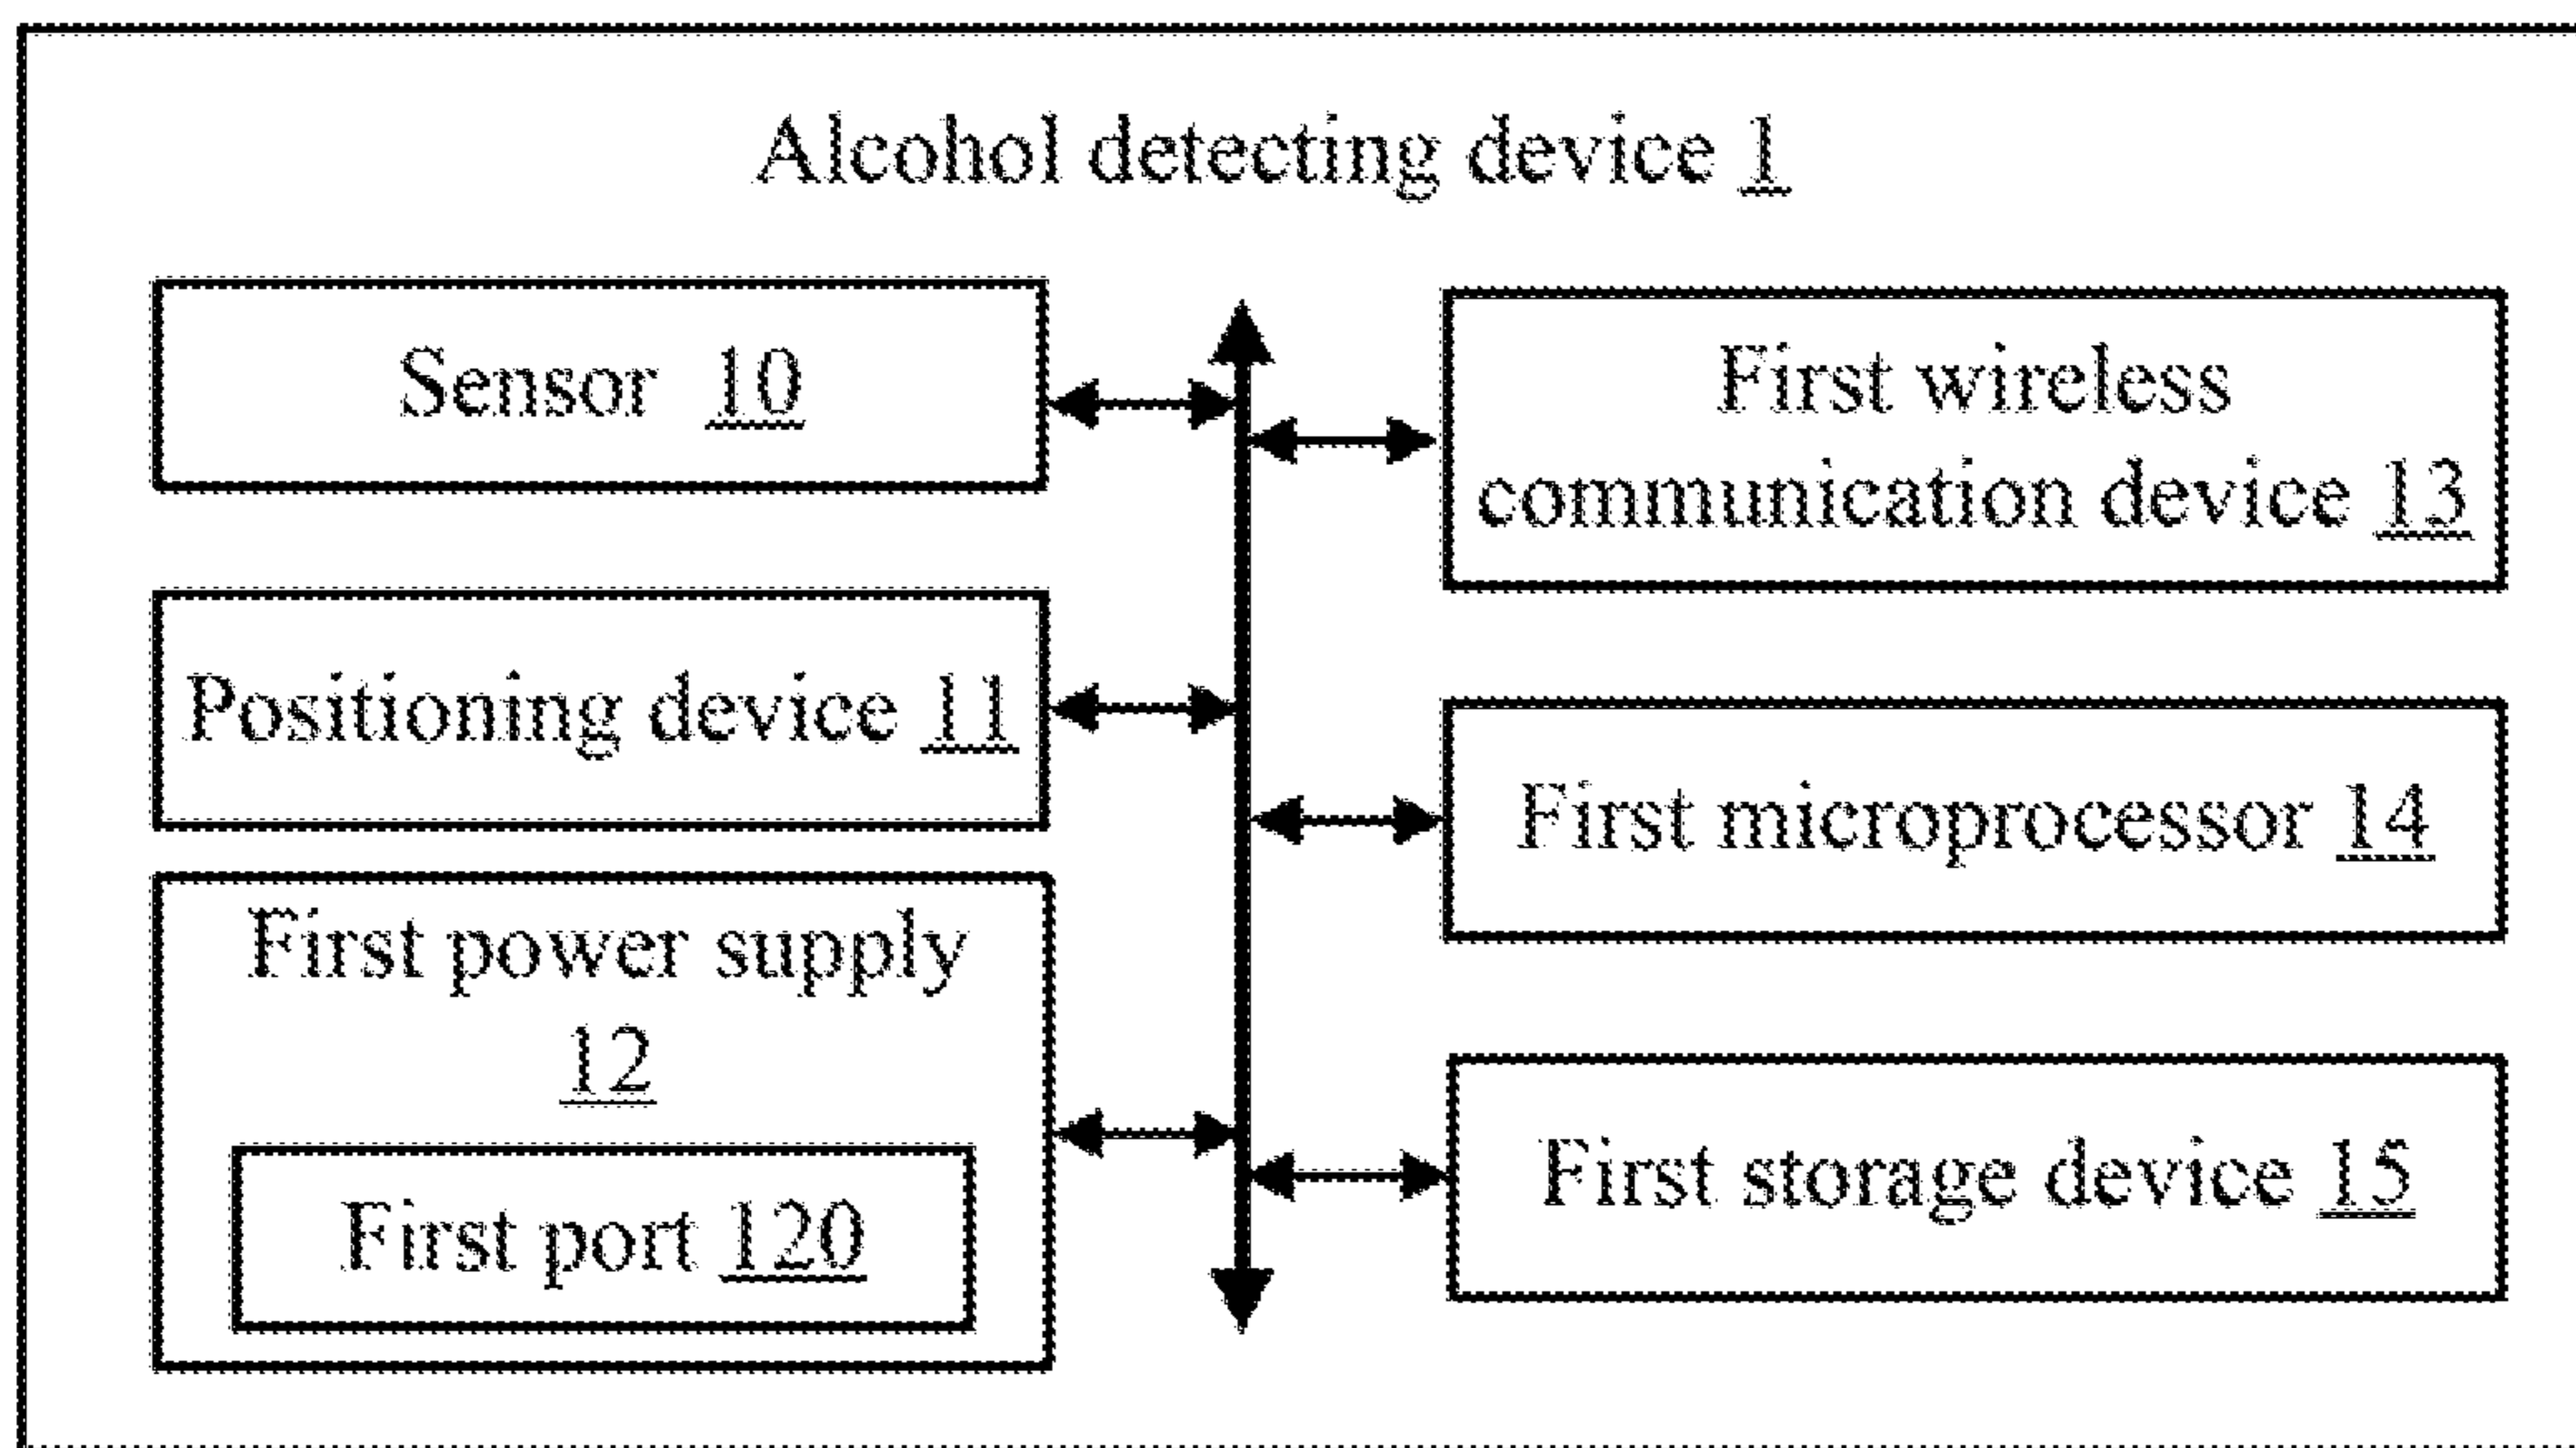 Alcohol detecting device 1
Sensor 10
Positioning device 11
First power supply
12
First port 120
First wireless
communication device 13
First microprocessor 14
First storage device 15